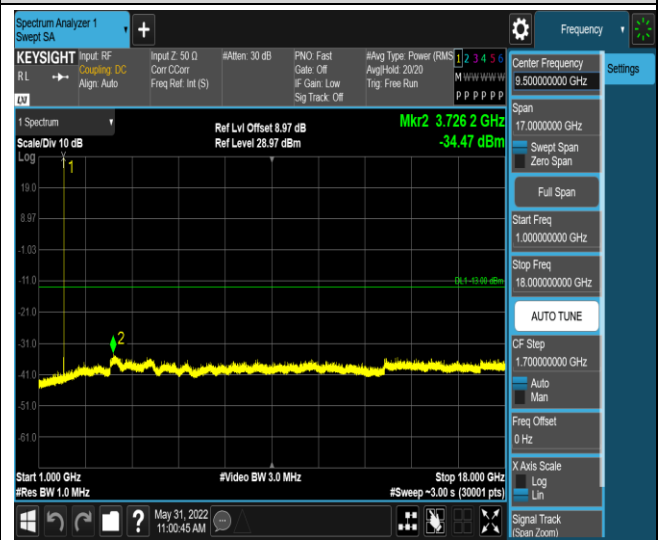 Spectrum Analyzer 1
Swept SA
+
Frequency
KEYSIGHT
RL
LXI
Input: RF
Coupling: DC
Align: Auto
Input Z: 50 Ω
Corr CCorr
Freq Ref: Int (S)
#Atten: 30 dB
PNO: Fast
Gate: Off
IF Gain: Low
Sig Track: Off
#Avg Type: Power (RMS
Avg|Hold: 20/20
Trig: Free Run
1 2 3 4 5 6
M W W W W W
P P P P P P
1 Spectrum
Scale/Div 10 dB
Log
Ref Lvl Offset 8.97 dB
Ref Level 28.97 dBm
Mkr2 3.726 2 GHz
-34.47 dBm
1
19.0
8.97
-1.03
-11.0
DL1 -13.00 dBm
-21.0
-31.0
2
-41.0
-51.0
-61.0
Start 1.000 GHz
#Res BW 1.0 MHz
#Video BW 3.0 MHz
Stop 18.000 GHz
#Sweep ~3.00 s (30001 pts)
?
May 31, 2022
11:00:45 AM
Center Frequency
9.500000000 GHz
Span
17.0000000 GHz
Swept Span
Zero Span
Full Span
Start Freq
1.000000000 GHz
Stop Freq
18.000000000 GHz
AUTO TUNE
CF Step
1.700000000 GHz
Auto
Man
Freq Offset
0 Hz
X Axis Scale
Log
Lin
Signal Track
(Span Zoom)
Settings